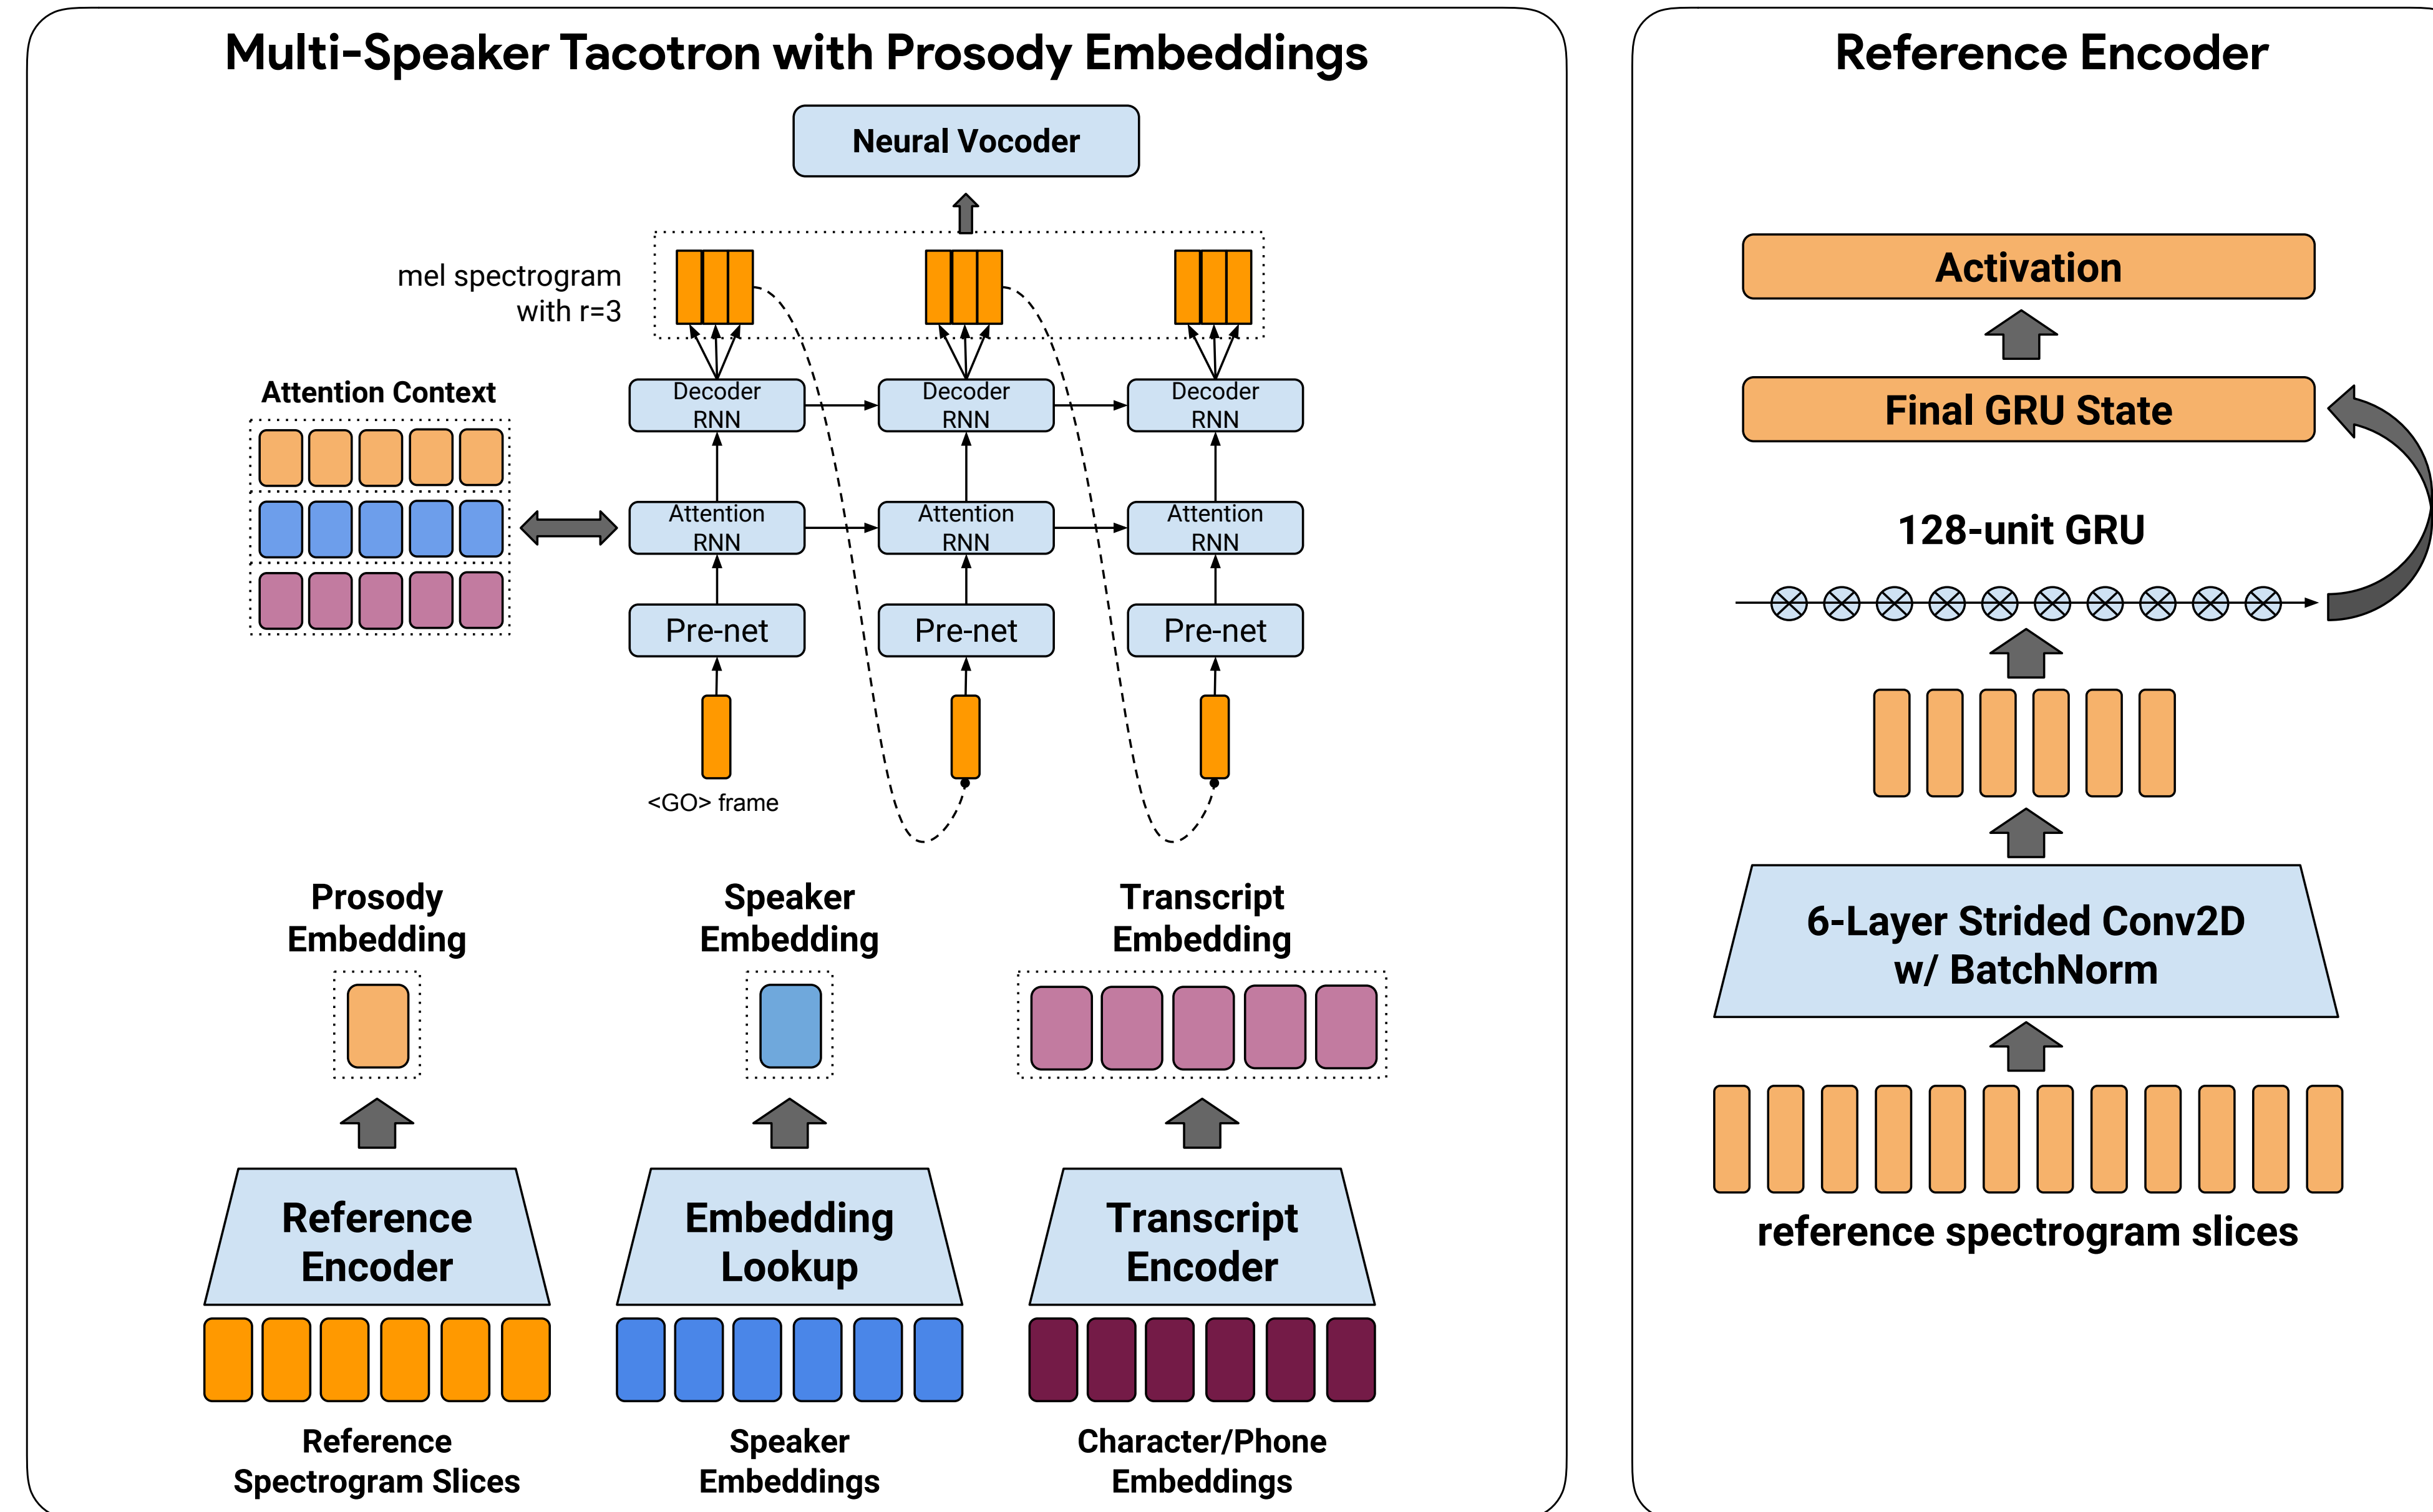 Multi-Speaker Tacotron with Prosody Embeddings
Neural Vocoder
mel spectrogram
with r=3
Attention Context
Decoder
RNN
Decoder
RNN
Decoder
RNN
Attention
RNN
Attention
RNN
Attention
RNN
Pre-net
Pre-net
Pre-net
<GO> frame
Prosody
Embedding
Speaker
Embedding
Transcript
Embedding
Reference
Encoder
Embedding
Lookup
Transcript
Encoder
Reference
Spectrogram Slices
Speaker
Embeddings
Character/Phone
Embeddings
Reference Encoder
Activation
Final GRU State
128-unit GRU
6-Layer Strided Conv2D
w/ BatchNorm
reference spectrogram slices